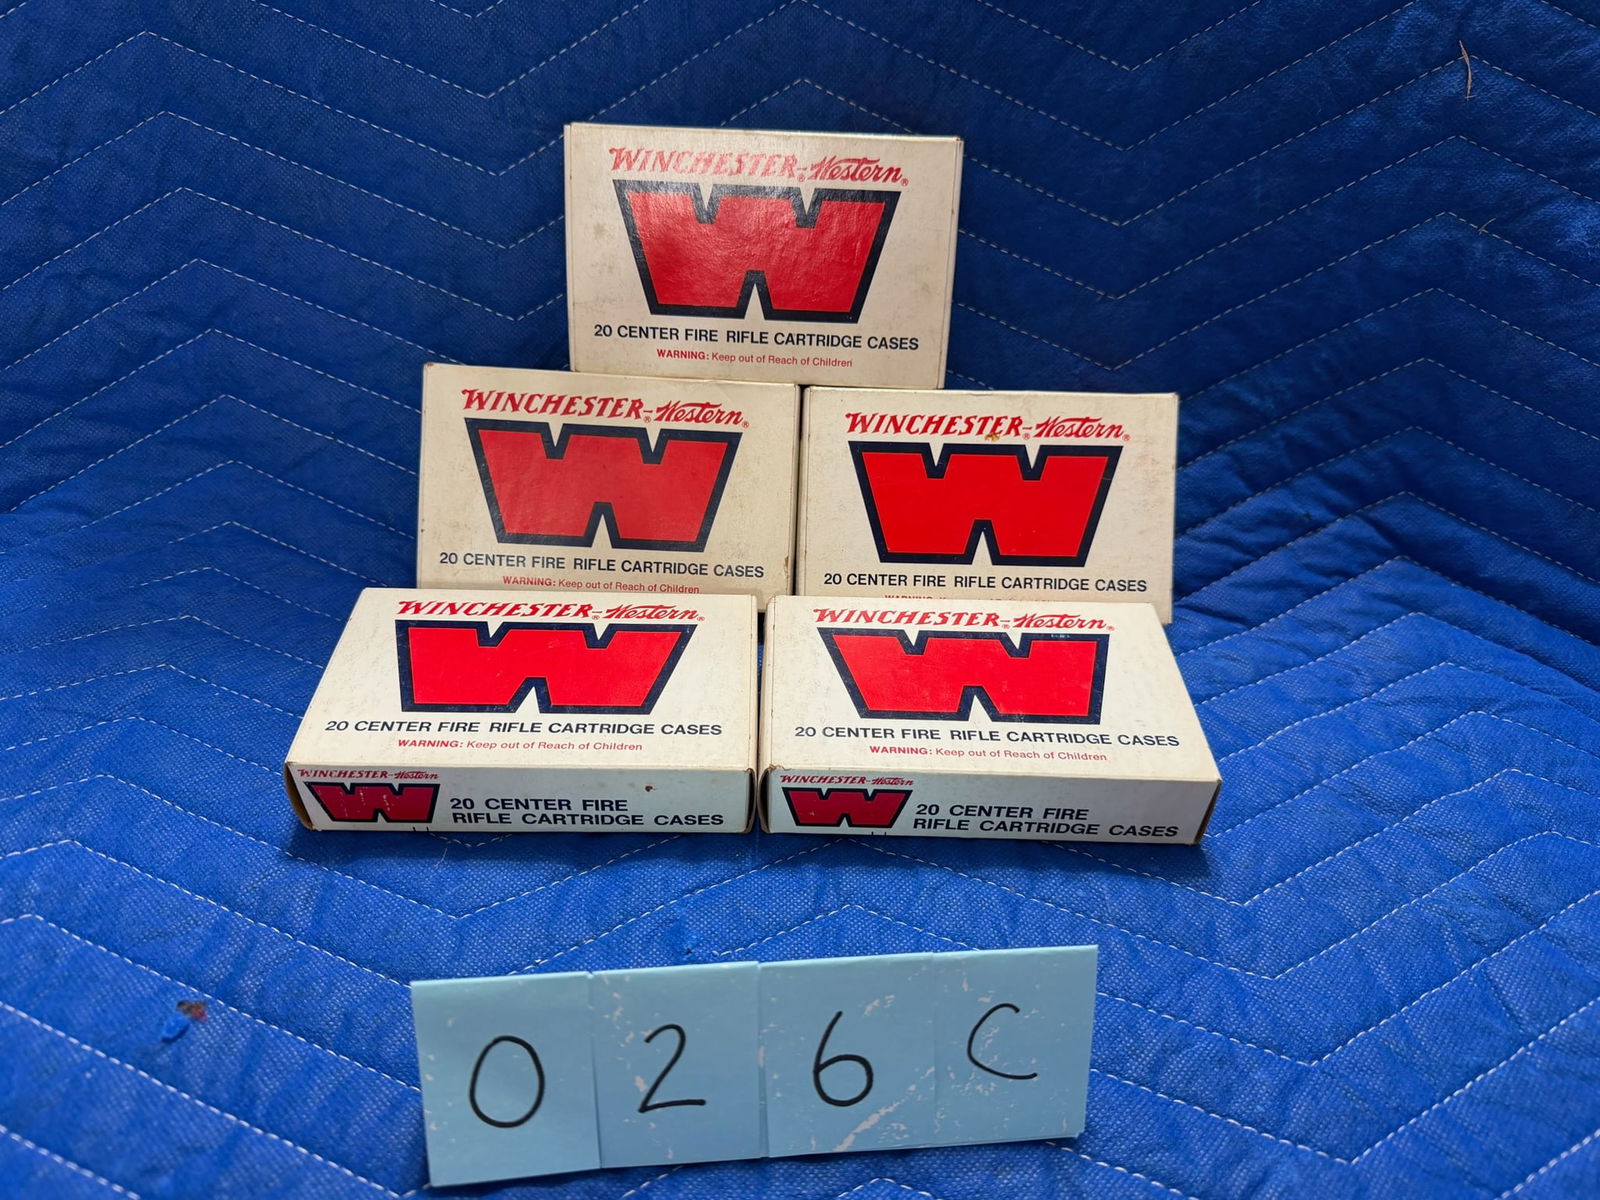 WINCHESTER®-Western®
W
20 CENTER FIRE RIFLE CARTRIDGE CASES
WARNING: Keep out of Reach of Children
WINCHESTER®-Western®
W
20 CENTER FIRE RIFLE CARTRIDGE CASES
WARNING: Keep out of Reach of Children
WINCHESTER®-Western®
W
20 CENTER FIRE RIFLE CARTRIDGE CASES
WINCHESTER®-Western®
W
20 CENTER FIRE RIFLE CARTRIDGE CASES
WARNING: Keep out of Reach of Children
WINCHESTER-Western
W
20 CENTER FIRE
RIFLE CARTRIDGE CASES
WINCHESTER®-Western®
W
20 CENTER FIRE RIFLE CARTRIDGE CASES
WARNING: Keep out of Reach of Children
WINCHESTER-Western
W
20 CENTER FIRE
RIFLE CARTRIDGE CASES
026C